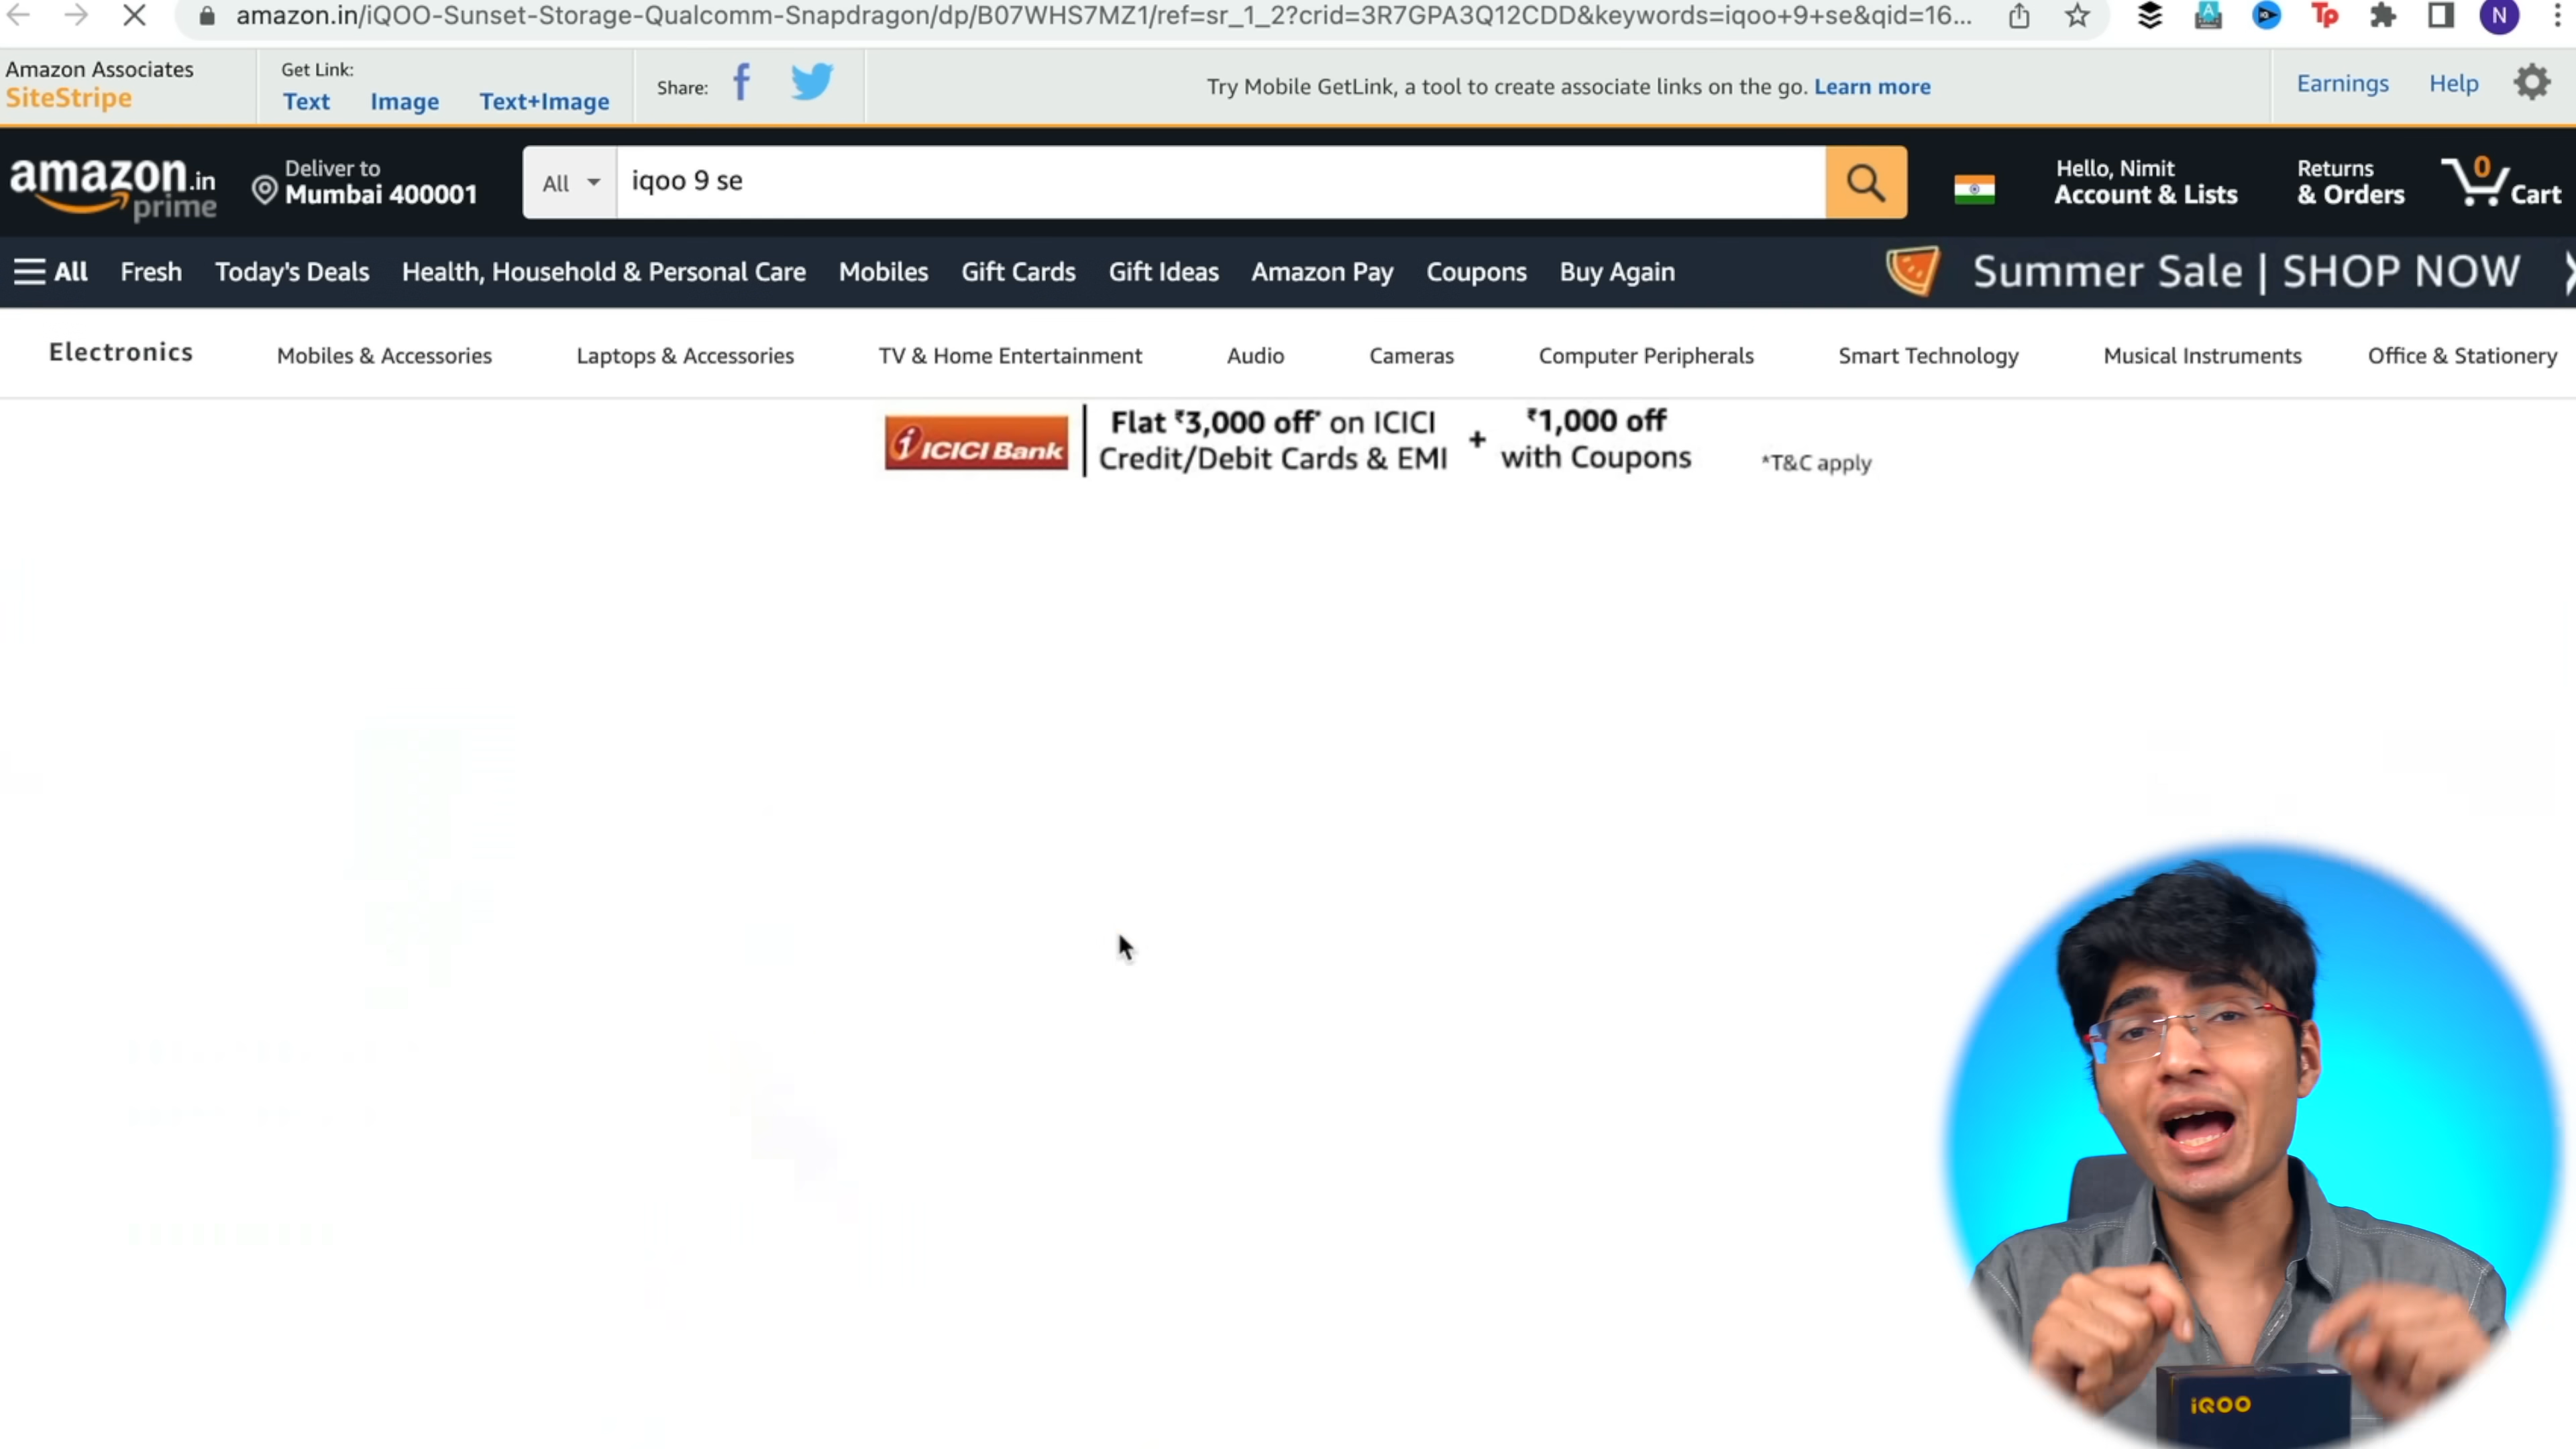 amazon.in/iQOO-Sunset-Storage-Qualcomm-Snapdragon/dp/B07WHS7MZ1/ref=sr_1_2?crid=3R7GPA3Q12CDD&keywords=iqoo+9+se&qid=16...
Tp
N
Amazon Associates
SiteStripe
Get Link:
Text Image Text+Image
Share:
Try Mobile GetLink, a tool to create associate links on the go. Learn more
Earnings Help
amazon.in
prime
Deliver to
Mumbai 400001
All
iqoo 9 se
Hello, Nimit
Account & Lists
Returns
& Orders
0
Cart
All Fresh Today's Deals Health, Household & Personal Care Mobiles Gift Cards Gift Ideas Amazon Pay Coupons Buy Again
Summer Sale | SHOP NOW
Electronics Mobiles & Accessories Laptops & Accessories TV & Home Entertainment Audio Cameras Computer Peripherals Smart Technology Musical Instruments Office & Stationery
ICICI Bank
Flat ₹3,000 off* on ICICI
Credit/Debit Cards & EMI
+
₹1,000 off
with Coupons
*T&C apply
iQOO